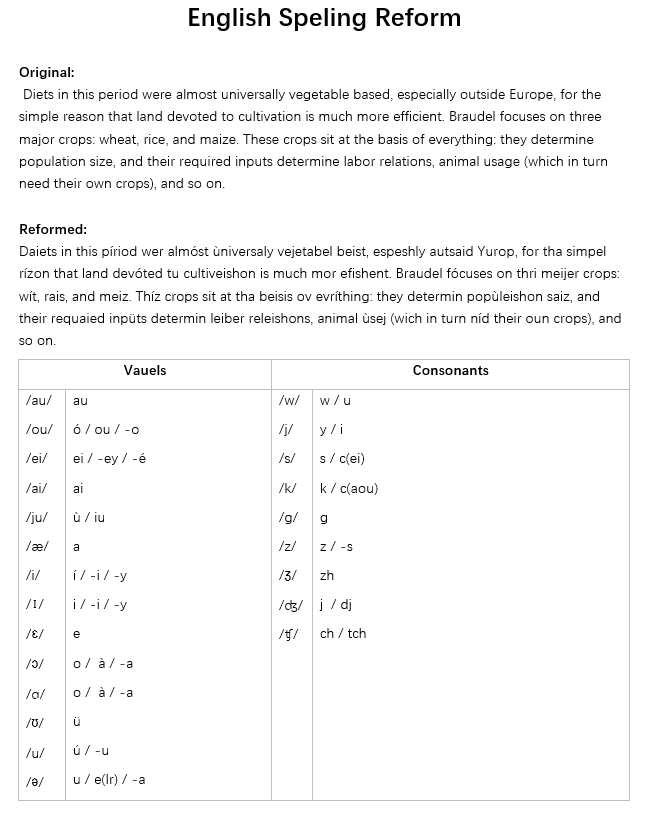 English Speling Reform
Original:
Diets in this period were almost universally vegetable based, especially outside Europe, for the
simple reason that land devoted to cultivation is much more efficient. Braudel focuses on three
major crops: wheat, rice, and maize. These crops sit at the basis of everything: they determine
population size, and their required inputs determine labor relations, animal usage (which in turn
need their own crops), and so on.
Reformed:
Daiets in this píriod wer almóst ùniversaly vejetabel beist, espeshly autsaid Yurop, for tha simpel
rízon that land devóted tu cultiveishon is much mor efishent. Braudel fócuses on thri meijer crops:
wít, rais, and meiz. Thíz crops sit at tha beisis ov evríthing: they determin popùleishon saiz, and
their requaied inpüts determin leiber releishons, animal ùsej (wich in turn níd their oun crops), and
so on.
Vauels Consonants
/au/ au /w/ w / u
/ou/ ó / ou / -o /j/ y / i
/ei/ ei / -ey / -é /s/ s / c(ei)
/ai/ ai /k/ k / c(aou)
/ju/ ù / iu /g/ g
/æ/ a /z/ z / -s
/i/ í / -i / -y /ʒ/ zh
/ɪ/ i / -i / -y /ʤ/ j / dj
/ɛ/ e /ʧ/ ch / tch
/ɔ/ o / à / -a
/ɑ/ o / à / -a
/ʊ/ ü
/u/ ú / -u
/ə/ u / e(lr) / -a